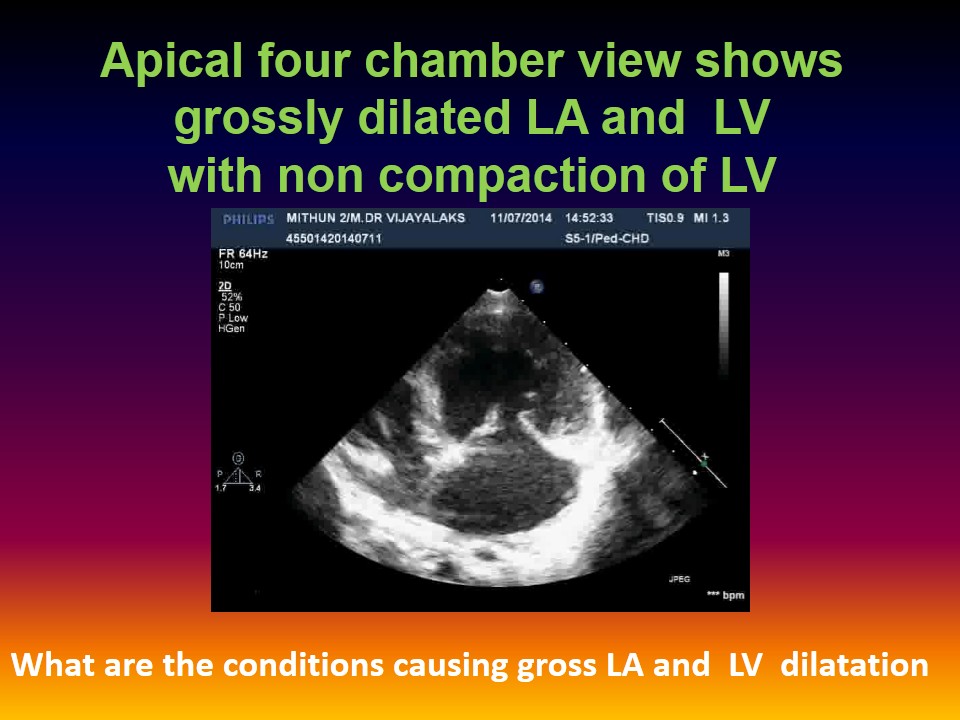 Apical four chamber view shows
grossly dilated LA and LV
with non compaction of LV
PHILIPS MITHUN 2/M.DR VIJAYALAKS 11/07/2014 14:52:33 TIS0.9 MI 1.3
45501420140711 S5-1/Ped-CHD
FR 64Hz
10cm
M3
2D
52%
C 50
P Low
HGen
P R
1.7 3.4
JPEG
*** bpm
What are the conditions causing gross LA and LV dilatation